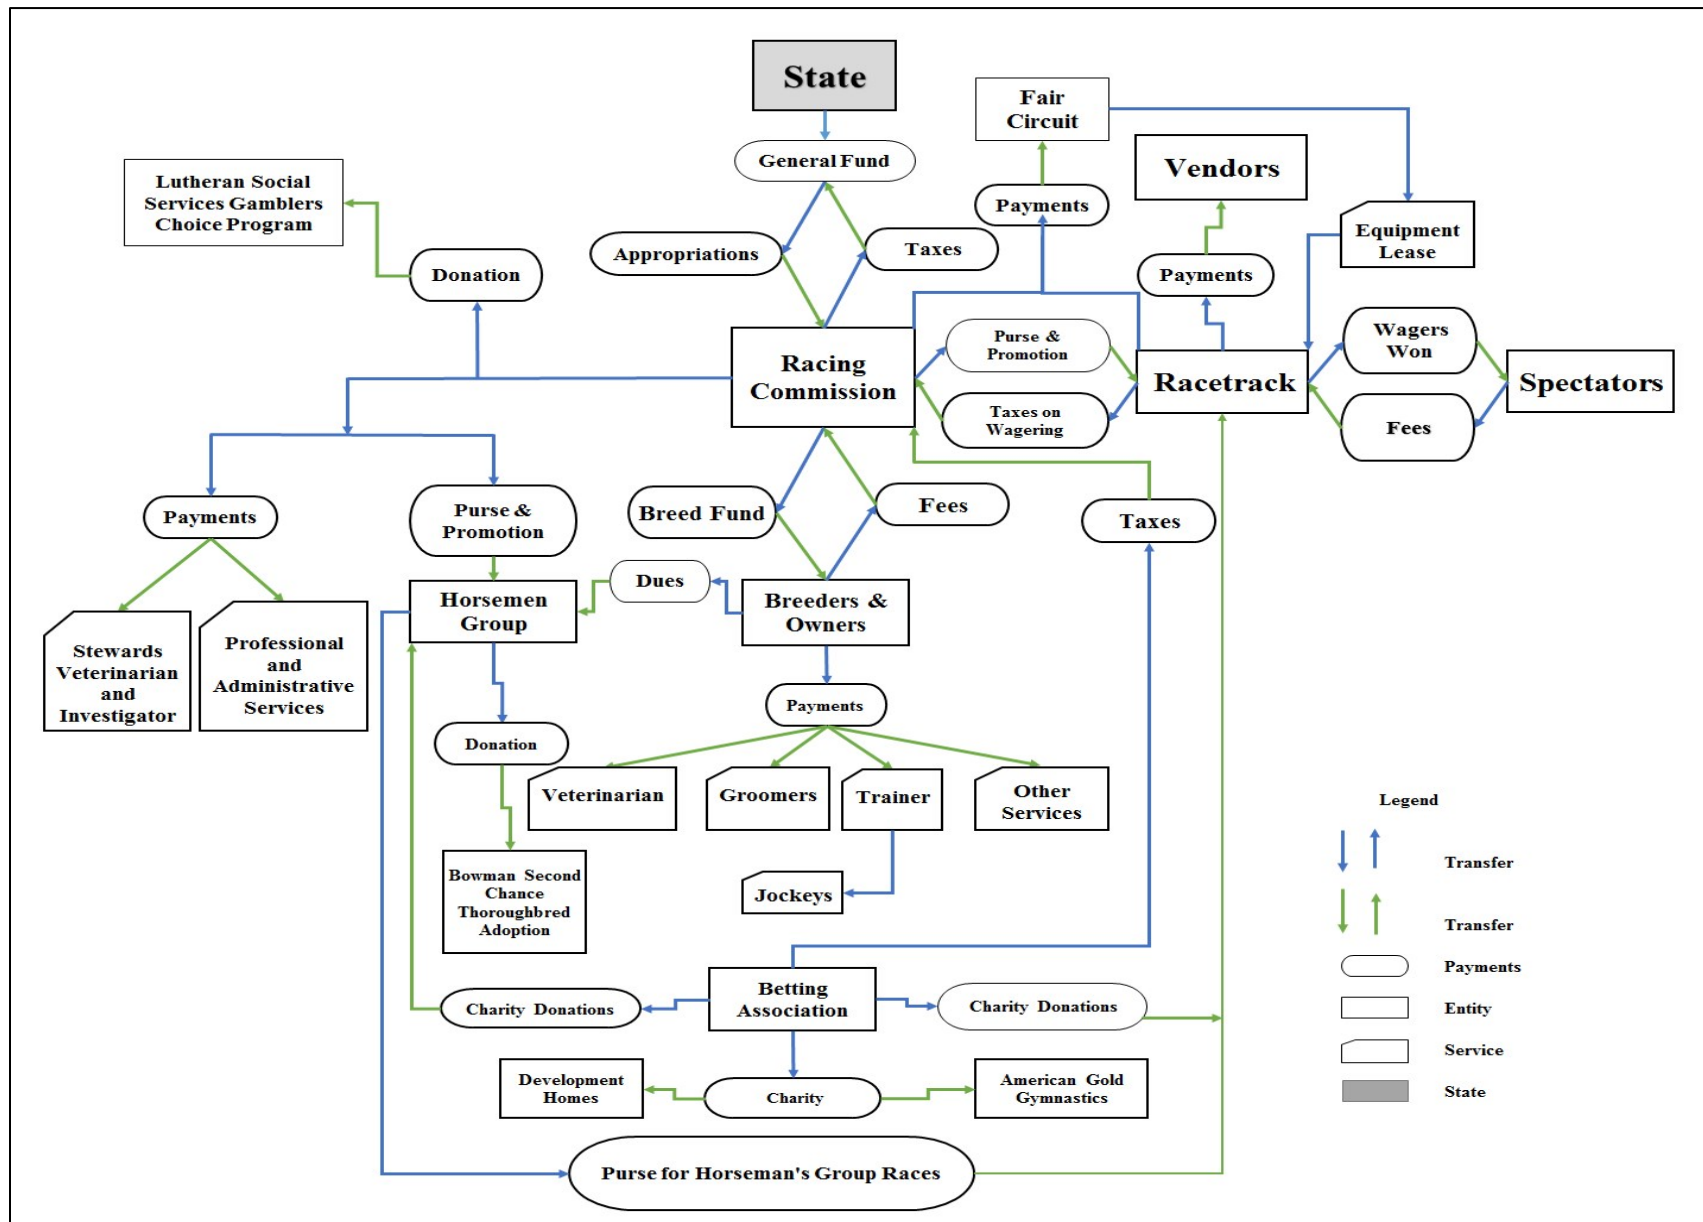 State
Fair
Circuit
General Fund
Vendors
Lutheran Social
Services Gamblers
Choice Program
Payments
Appropriations
Taxes
Equipment
Lease
Donation
Payments
Purse &
Promotion
Wagers
Won
Racing
Commission
Racetrack
Spectators
Taxes on
Wagering
Fees
Payments
Purse &
Promotion
Breed Fund
Fees
Taxes
Dues
Horsemen
Group
Breeders &
Owners
Stewards
Veterinarian
and
Investigator
Professional
and
Administrative
Services
Payments
Donation
Veterinarian
Groomers
Trainer
Other
Services
Legend
Transfer
Bowman Second
Chance
Thoroughbred
Adoption
Jockeys
Transfer
Payments
Charity Donations
Betting
Association
Charity Donations
Entity
Service
Development
Homes
Charity
American Gold
Gymnastics
State
Purse for Horseman's Group Races